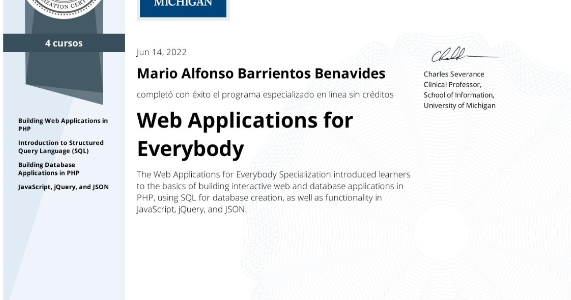 MICHIGAN
4 cursos
Building Web Applications in
PHP
Introduction to Structured
Query Language (SQL)
Building Database
Applications in PHP
JavaScript, jQuery, and JSON
Jun 14, 2022
Mario Alfonso Barrientos Benavides
completó con éxito el programa especializado en línea sin créditos
Web Applications for
Everybody
The Web Applications for Everybody Specialization introduced learners
to the basics of building interactive web and database applications in
PHP, using SQL for database creation, as well as functionality in
JavaScript, jQuery, and JSON.
Charles Severance
Clinical Professor,
School of Information,
University of Michigan